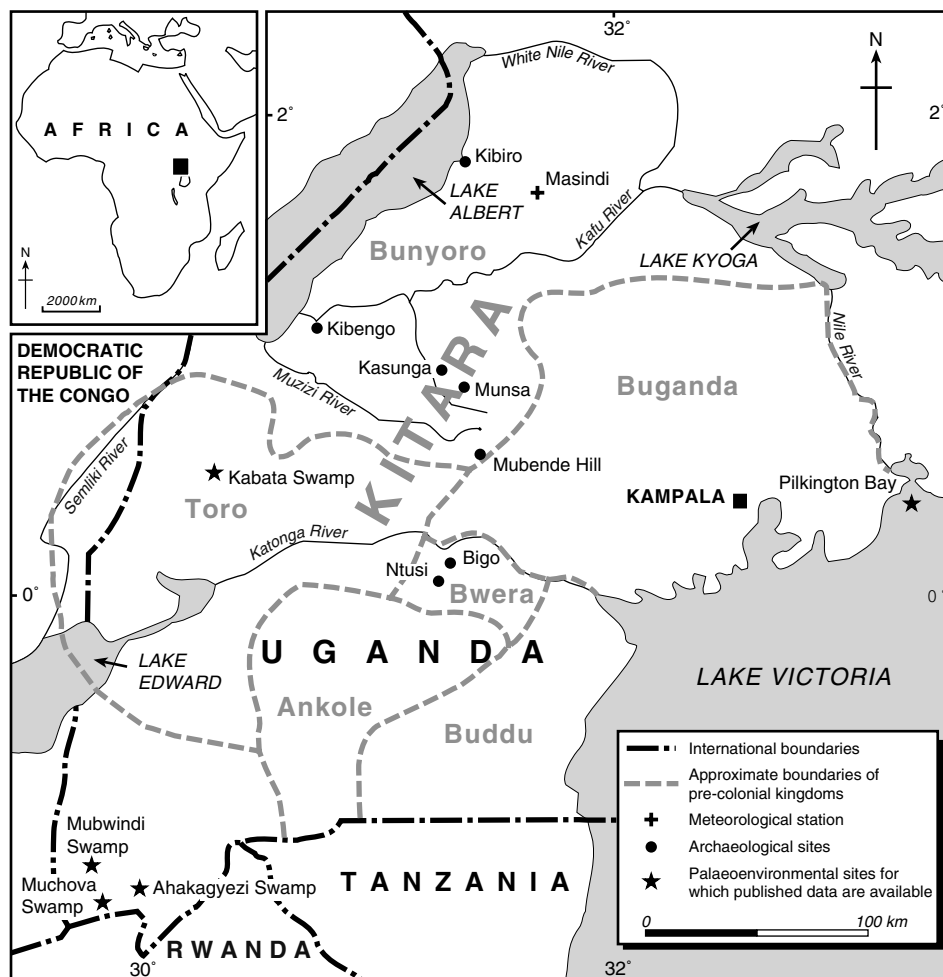 32
N
2°
2°
AFRICA
N
2000 km
White Nile River
Kibiro
LAKE
ALBERT
Masindi
Kafu River
Bunyoro
LAKE KYOGA
DEMOCRATIC
REPUBLIC OF
THE CONGO
Kibengo
Kasunga
Munsa
Muzizi River
KITARA
Buganda
Nile River
Semliki River
Kabata Swamp
Toro
Mubende Hill
KAMPALA
Pilkington Bay
Katonga River
Bigo
Ntusi
Bwera
0°
0°
UGANDA
LAKE
EDWARD
LAKE VICTORIA
Ankole
Buddu
International boundaries
Approximate boundaries of
pre-colonial kingdoms
Meteorological station
Archaeological sites
Palaeoenvironmental sites for
which published data are available
0 100 km
Mubwindi
Swamp
Muchova
Swamp
Ahakagyezi Swamp
TANZANIA
RWANDA
30°
32°